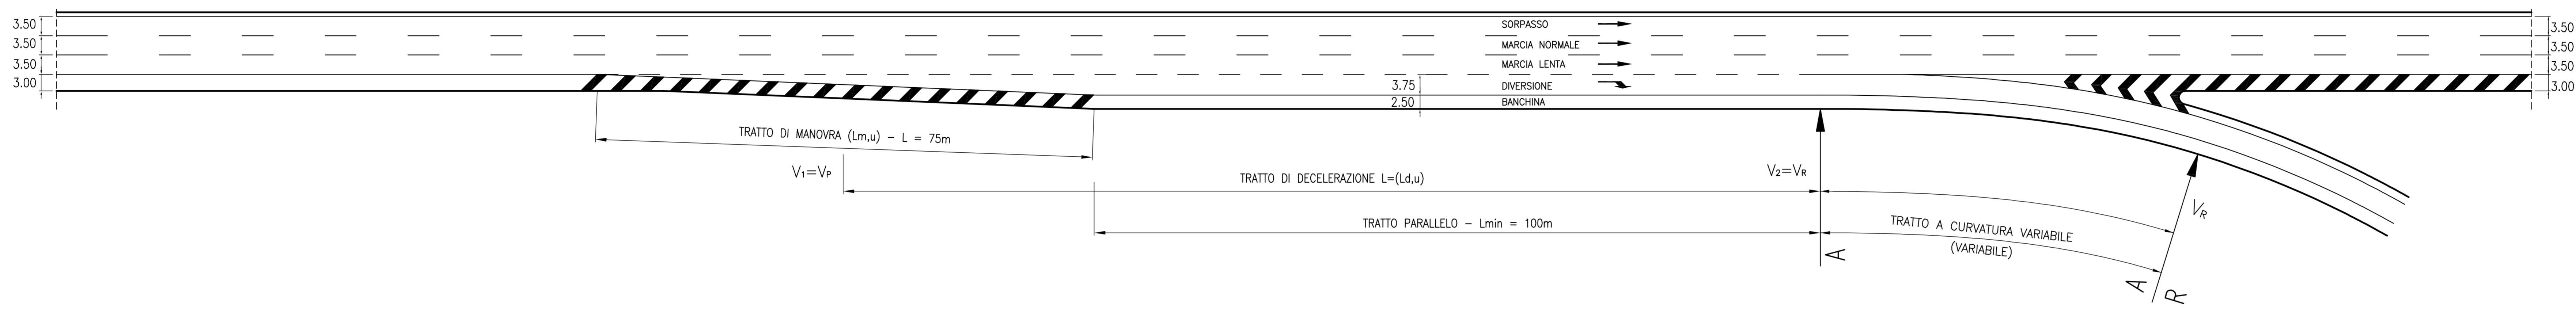 3.50
3.50
3.50
3.00
SORPASSO
MARCIA NORMALE
MARCIA LENTA
DIVERSIONE
BANCHINA
3.75
2.50
3.50
3.50
3.50
3.00
TRATTO DI MANOVRA (Lm,u) – L = 75m
V₁=VP
TRATTO DI DECELERAZIONE L=(Ld,u)
V₂=VR
TRATTO PARALLELO – Lmin = 100m
TRATTO A CURVATURA VARIABILE
(VARIABILE)
VR
A
A
R